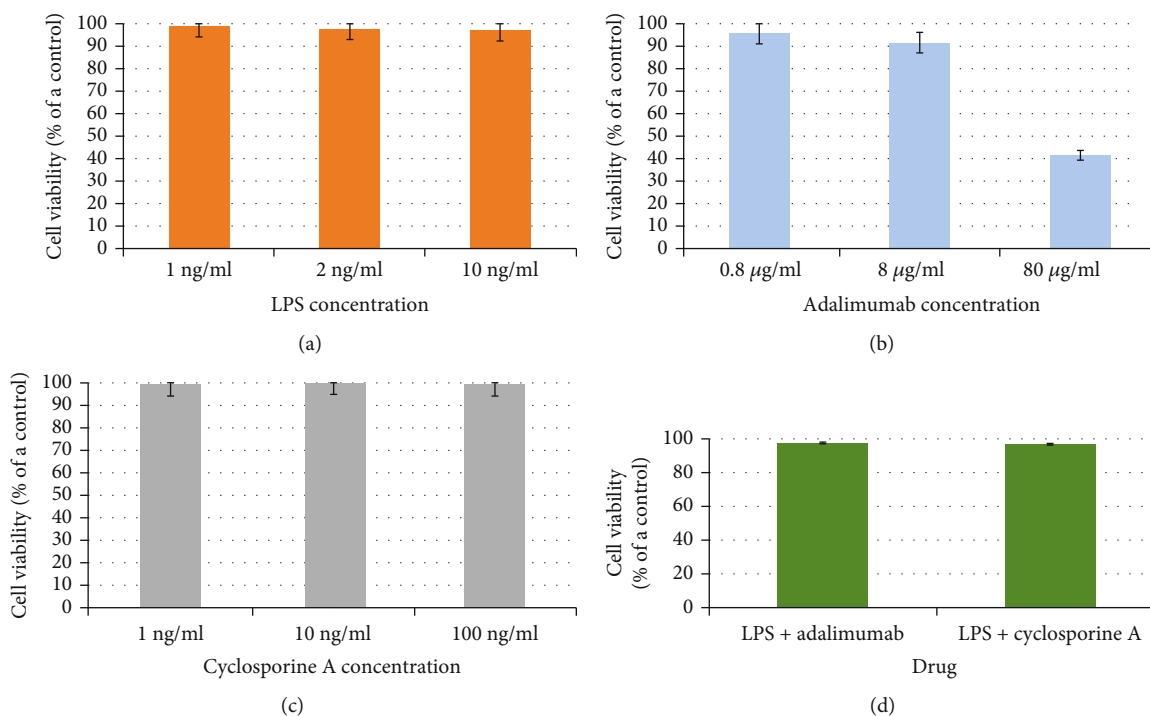 Cell viability (% of a control)
100
90
80
70
60
50
40
30
20
10
0
1 ng/ml 2 ng/ml 10 ng/ml
LPS concentration
(a)
Cell viability (% of a control)
100
90
80
70
60
50
40
30
20
10
0
0.8 𝜇g/ml 8 𝜇g/ml 80 𝜇g/ml
Adalimumab concentration
(b)
Cell viability (% of a control)
100
90
80
70
60
50
40
30
20
10
0
1 ng/ml 10 ng/ml 100 ng/ml
Cyclosporine A concentration
(c)
Cell viability
(% of a control)
100
80
60
40
20
0
LPS + adalimumab LPS + cyclosporine A
Drug
(d)